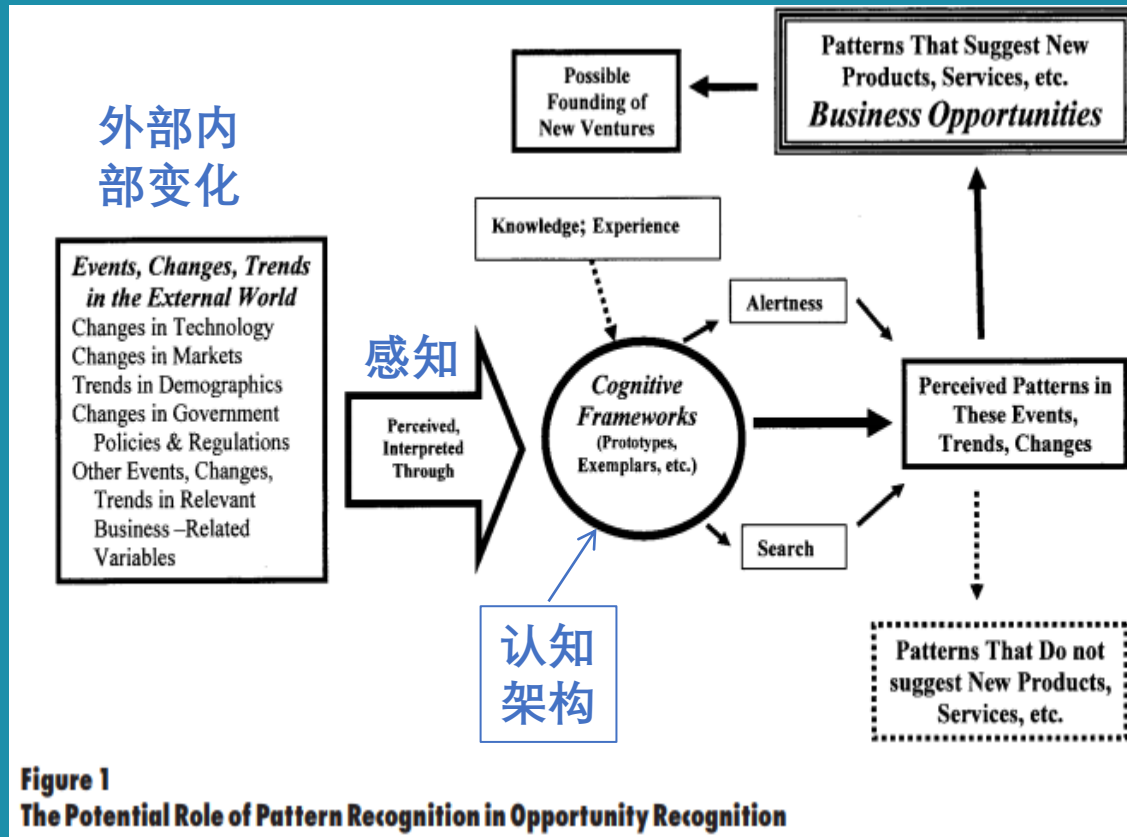 外部内
部变化
Events, Changes, Trends
in the External World
Changes in Technology
Changes in Markets
Trends in Demographics
Changes in Government
Policies & Regulations
Other Events, Changes,
Trends in Relevant
Business –Related
Variables
感知
Perceived,
Interpreted
Through
Knowledge; Experience
Cognitive
Frameworks
(Prototypes,
Exemplars, etc.)
认知
架构
Alertness
Search
Perceived Patterns in
These Events,
Trends, Changes
Patterns That Suggest New
Products, Services, etc.
Business Opportunities
Possible
Founding of
New Ventures
Patterns That Do not
suggest New Products,
Services, etc.
Figure 1
The Potential Role of Pattern Recognition in Opportunity Recognition